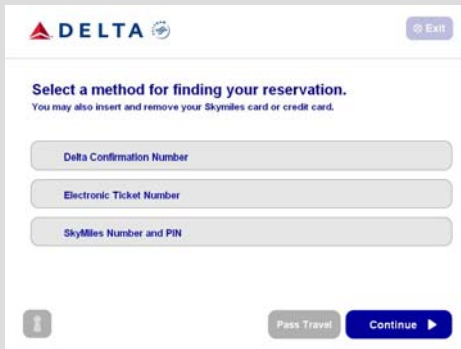 DELTA
Exit
Select a method for finding your reservation.
You may also insert and remove your Skymiles card or credit card.
Delta Confirmation Number
Electronic Ticket Number
SkyMiles Number and PIN
Pass Travel
Continue